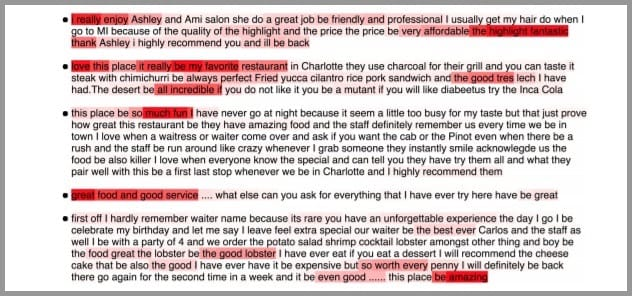 • I really enjoy Ashley and Ami salon she do a great job be friendly and professional I usually get my hair do when I
go to MI because of the quality of the highlight and the price the price be very affordable the highlight fantastic
thank Ashley i highly recommend you and ill be back
• love this place it really be my favorite restaurant in Charlotte they use charcoal for their grill and you can taste it
steak with chimichurri be always perfect Fried yucca cilantro rice pork sandwich and the good tres lech I have
had.The desert be all incredible if you do not like it you be a mutant if you will like diabeetus try the Inca Cola
• this place be so much fun I have never go at night because it seem a little too busy for my taste but that just prove
how great this restaurant be they have amazing food and the staff definitely remember us every time we be in
town I love when a waitress or waiter come over and ask if you want the cab or the Pinot even when there be a
rush and the staff be run around like crazy whenever I grab someone they instantly smile acknowlegde us the
food be also killer I love when everyone know the special and can tell you they have try them all and what they
pair well with this be a first last stop whenever we be in Charlotte and I highly recommend them
• great food and good service .... what else can you ask for everything that I have ever try here have be great
• first off I hardly remember waiter name because its rare you have an unforgettable experience the day I go I be
celebrate my birthday and let me say I leave feel extra special our waiter be the best ever Carlos and the staff as
well I be with a party of 4 and we order the potato salad shrimp cocktail lobster amongst other thing and boy be
the food great the lobster be the good lobster I have ever eat if you eat a dessert I will recommend the cheese
cake that be also the good I have ever have it be expensive but so worth every penny I will definitely be back
there go again for the second time in a week and it be even good ...... this place be amazing